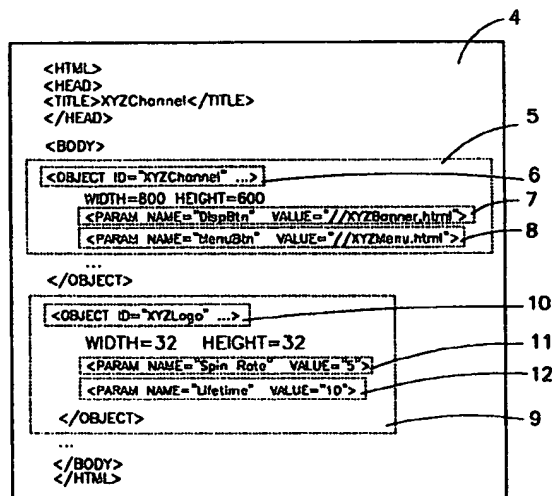 4
<HTML>
<HEAD>
<TITLE>XYZChannel</TITLE>
</HEAD>
<BODY>
5
<OBJECT ID="XYZChannel" ...>
6
WIDTH=800 HEIGHT=600
7
<PARAM NAME="DispBtn" VALUE="//XYZBanner.html">
<PARAM NAME="MenuBtn" VALUE="//XYZMenu.html">
8
...
</OBJECT>
10
<OBJECT ID="XYZLogo" ...>
WIDTH=32 HEIGHT=32
11
<PARAM NAME="Spin Rate" VALUE="5">
<PARAM NAME="Lifetime" VALUE="10">
12
</OBJECT>
9
...
</BODY>
</HTML>